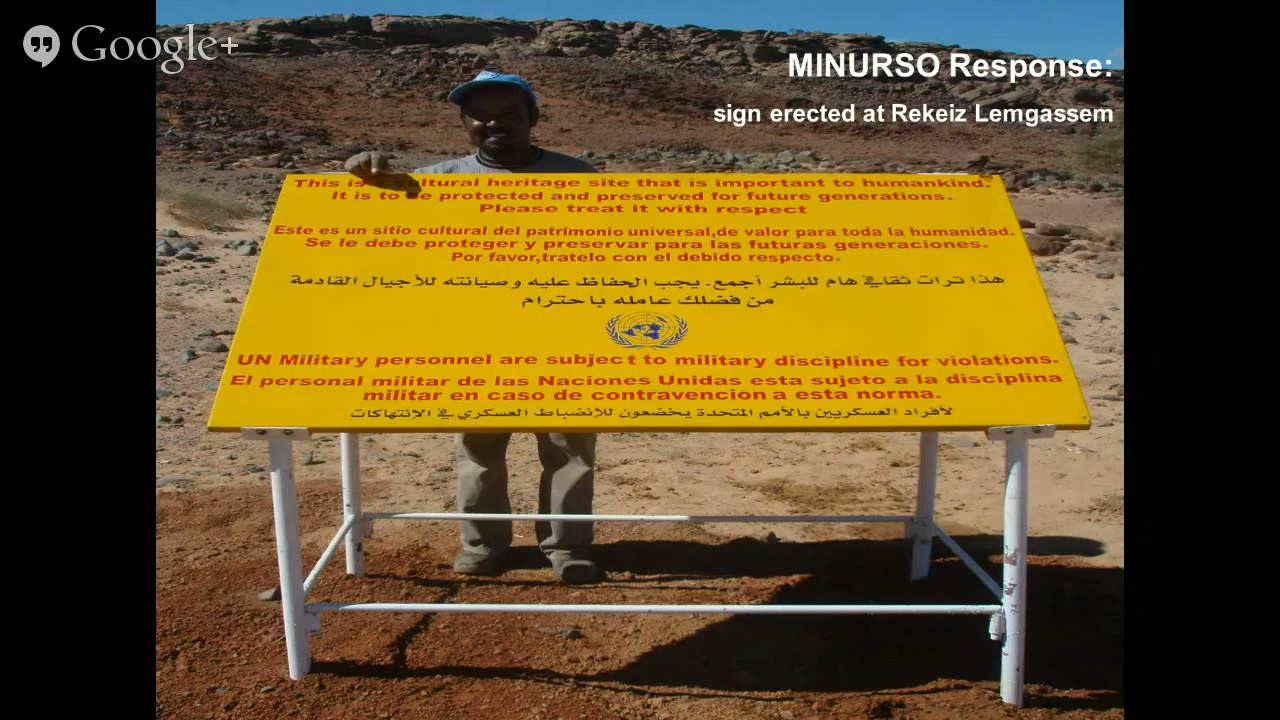 Google+
MINURSO Response:
sign erected at Rekeiz Lemgassem
This is ltural heritage site that is important to humankind.
It is to be protected and preserved for future generations.
Please treat it with respect
Este es un sitio cultural del patrimonio universal,de valor para toda la humanidad.
Se le debe proteger y preservar para las futuras generaciones.
Por favor,tratelo con el debido respecto.
هذا ترات ثقافي هام للبشر أجمع. يجب الحفاظ عليه و صيانته للأجيال القادمة
من فضلك عامله باحترام
UN Military personnel are subject to military discipline for violations.
El personal militar de las Naciones Unidas esta sujeto a la disciplina
militar en caso de contravencion a esta norma.
لأفراد العسكريين بالأمم المتحدة يخضعون للإنضباط العسكري في الإنتهاكات